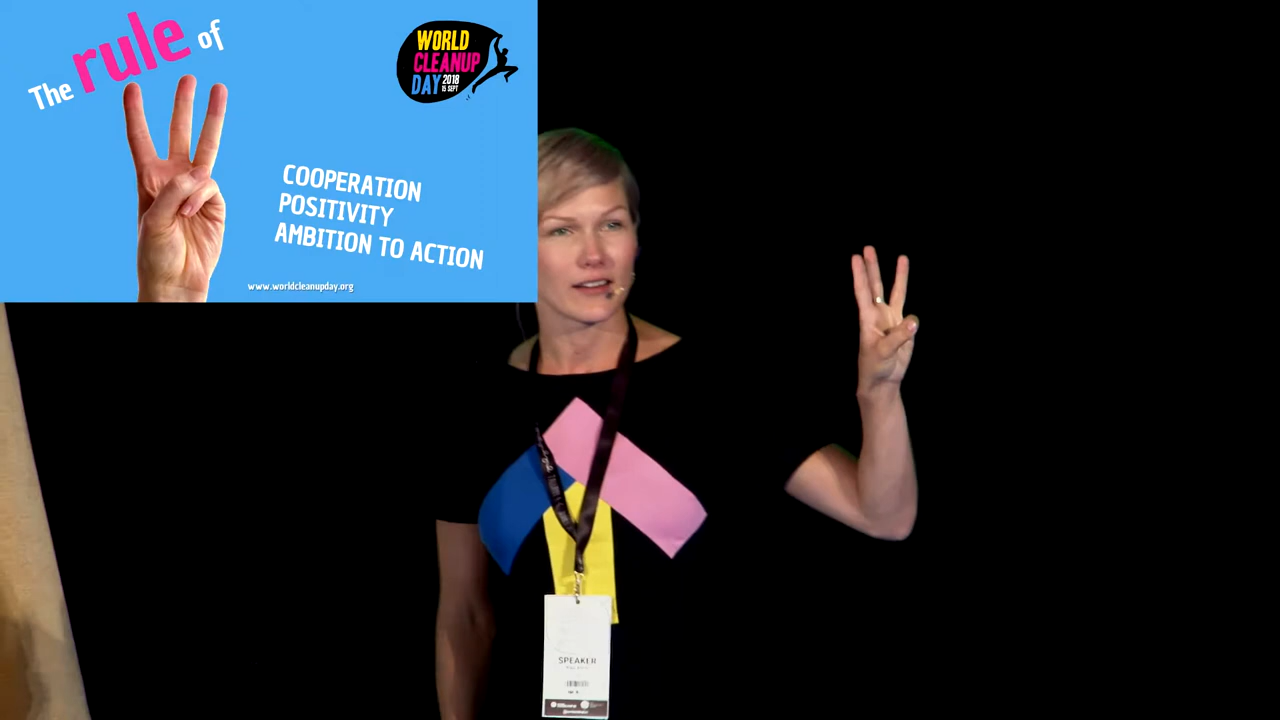 The rule of
WORLD
CLEANUP
DAY 2018
15 SEPT
COOPERATION
POSITIVITY
AMBITION TO ACTION
www.worldcleanupday.org
SPEAKER